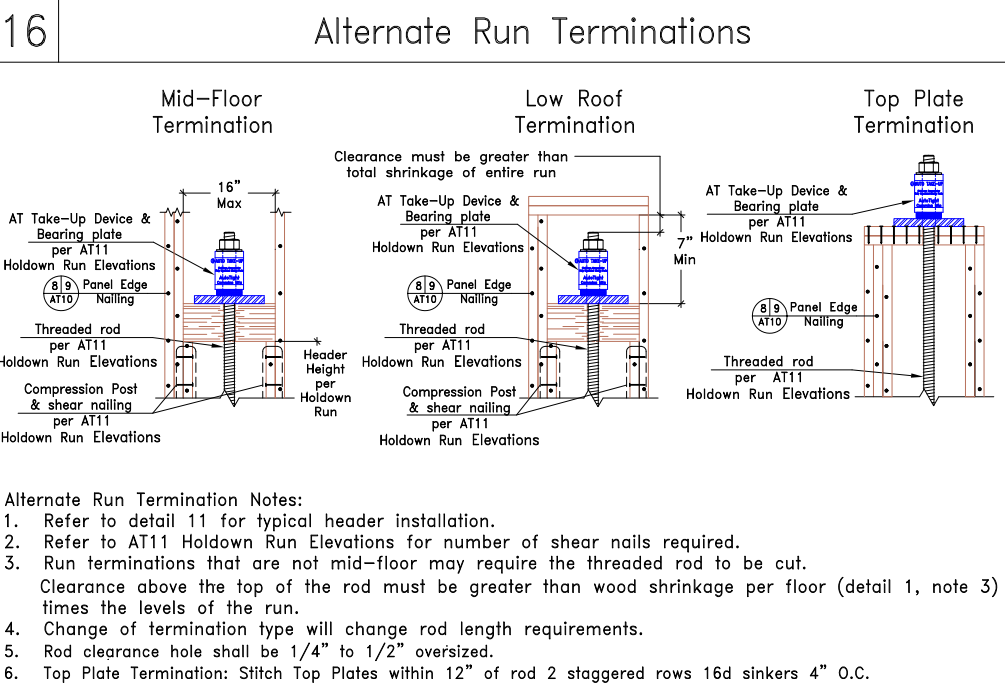 16
Alternate Run Terminations
Mid-Floor
Termination
16"
Max
AT Take-Up Device &
Bearing plate
per AT11
Holdown Run Elevations
8 9
AT10
Panel Edge
Nailing
Threaded rod
per AT11
Holdown Run Elevations
Compression Post
& shear nailing
per AT11
Holdown Run Elevations
Header
Height
per
Holdown
Run
Low Roof
Termination
Clearance must be greater than
total shrinkage of entire run
AT Take-Up Device &
Bearing plate
per AT11
Holdown Run Elevations
7"
Min
8 9
AT10
Panel Edge
Nailing
Threaded rod
per AT11
Holdown Run Elevations
Compression Post
& shear nailing
per AT11
Holdown Run Elevations
Top Plate
Termination
AT Take-Up Device &
Bearing plate
per AT11
Holdown Run Elevations
8 9
AT10
Panel Edge
Nailing
Threaded rod
per AT11
Holdown Run Elevations
Alternate Run Termination Notes:
1. Refer to detail 11 for typical header installation.
2. Refer to AT11 Holdown Run Elevations for number of shear nails required.
3. Run terminations that are not mid-floor may require the threaded rod to be cut.
Clearance above the top of the rod must be greater than wood shrinkage per floor (detail 1, note 3)
times the levels of the run.
4. Change of termination type will change rod length requirements.
5. Rod clearance hole shall be 1/4" to 1/2" oversized.
6. Top Plate Termination: Stitch Top Plates within 12" of rod 2 staggered rows 16d sinkers 4" O.C.